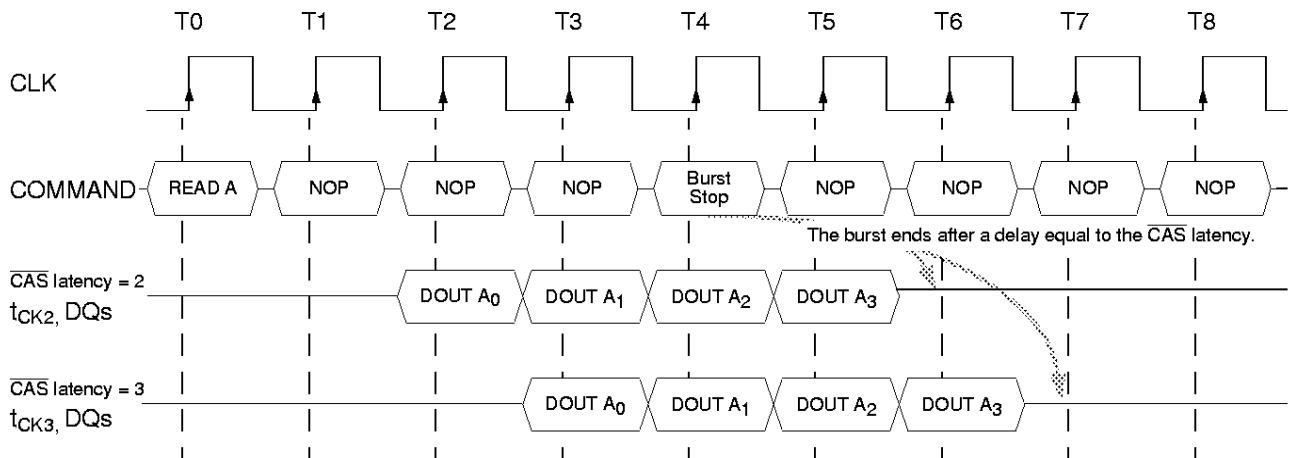 T0 T1 T2 T3 T4 T5 T6 T7 T8
CLK
COMMAND READ A NOP NOP NOP Burst Stop NOP NOP NOP NOP
The burst ends after a delay equal to the CAS latency.
CAS latency = 2
tCK2, DQs DOUT A0 DOUT A1 DOUT A2 DOUT A3
CAS latency = 3
tCK3, DQs DOUT A0 DOUT A1 DOUT A2 DOUT A3